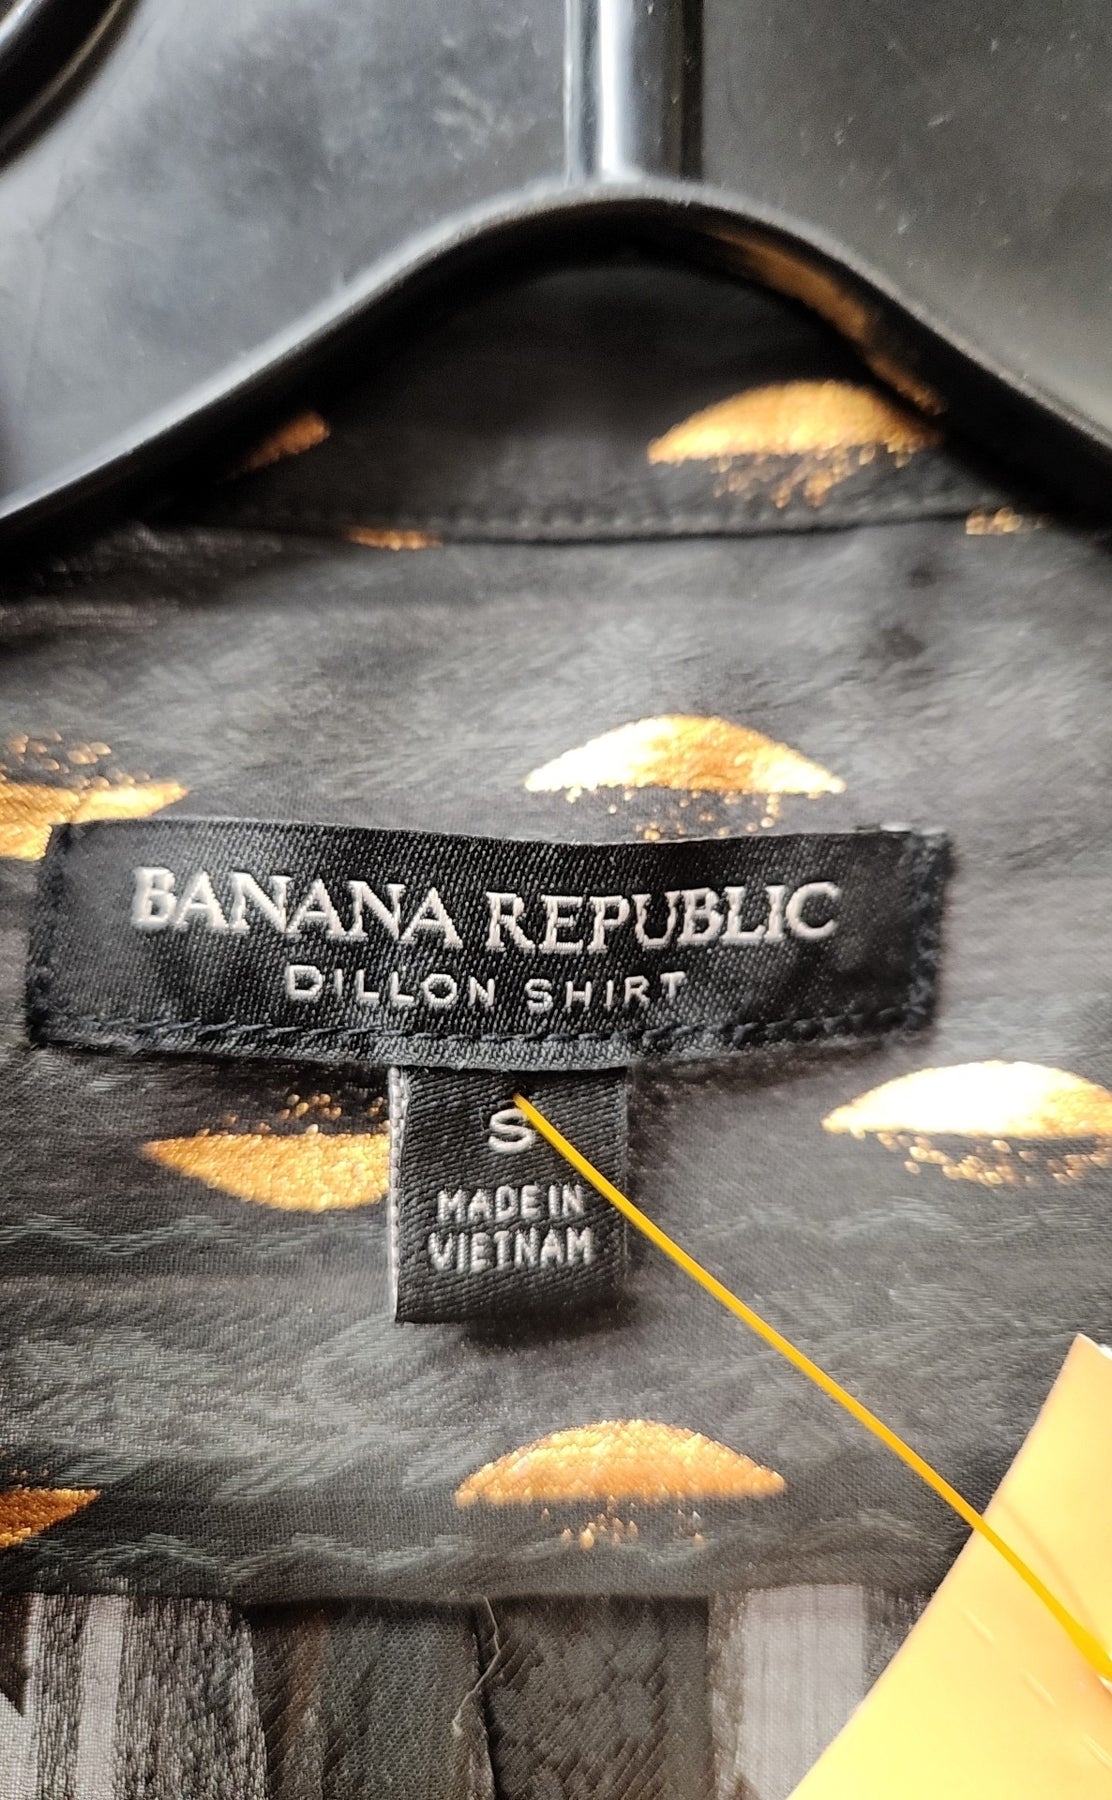 BANANA REPUBLIC
DILLON SHIRT
S
MADE IN
VIETNAM